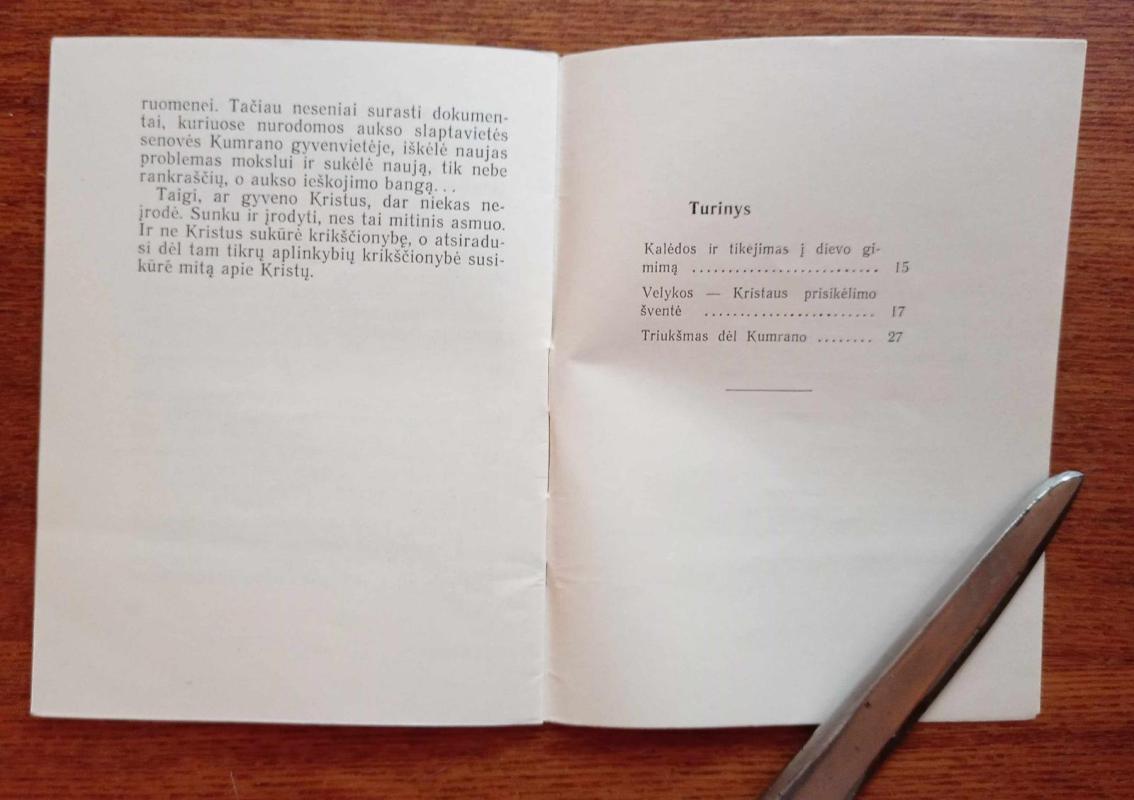 ruomenei. Tačiau neseniai surasti dokumen-
tai, kuriuose nurodomos aukso slaptavietės
senovės Kumrano gyvenvietėje, iškėlė naujas
problemas mokslui ir sukėlė naują, tik nebe
rankraščių, o aukso ieškojimo bangą...
Taigi, ar gyveno Kristus, dar niekas ne-
įrodė. Sunku ir įrodyti, nes tai mitinis asmuo.
Ir ne Kristus sukūrė krikščionybę, o atsiradu-
si dėl tam tikrų aplinkybių krikščionybė susi-
kūrė mitą apie Kristų.
Turinys
Kalėdos ir tikėjimas į dievo gi-
mimą .......................... 15
Velykos — Kristaus prisikėlimo
šventė ........................ 17
Triukšmas dėl Kumrano ........ 27